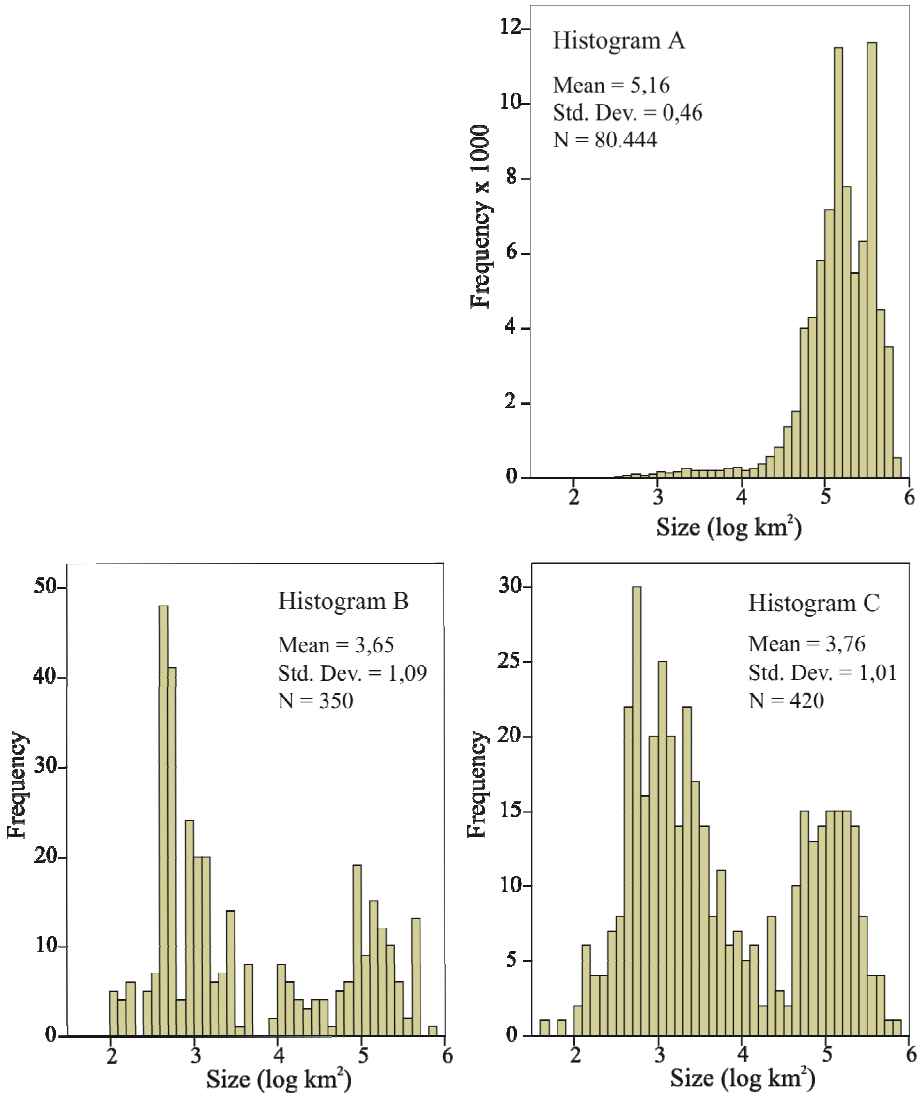 Histogram A
Mean = 5,16
Std. Dev. = 0,46
N = 80.444
Frequency x 1000
12
10
8
6
4
2
0
2 3 4 5 6
Size (log km²)
Histogram B
Mean = 3,65
Std. Dev. = 1,09
N = 350
Frequency
50
40
30
20
10
0
2 3 4 5 6
Size (log km²)
Histogram C
Mean = 3,76
Std. Dev. = 1,01
N = 420
Frequency
30
25
20
15
10
5
0
2 3 4 5 6
Size (log km²)